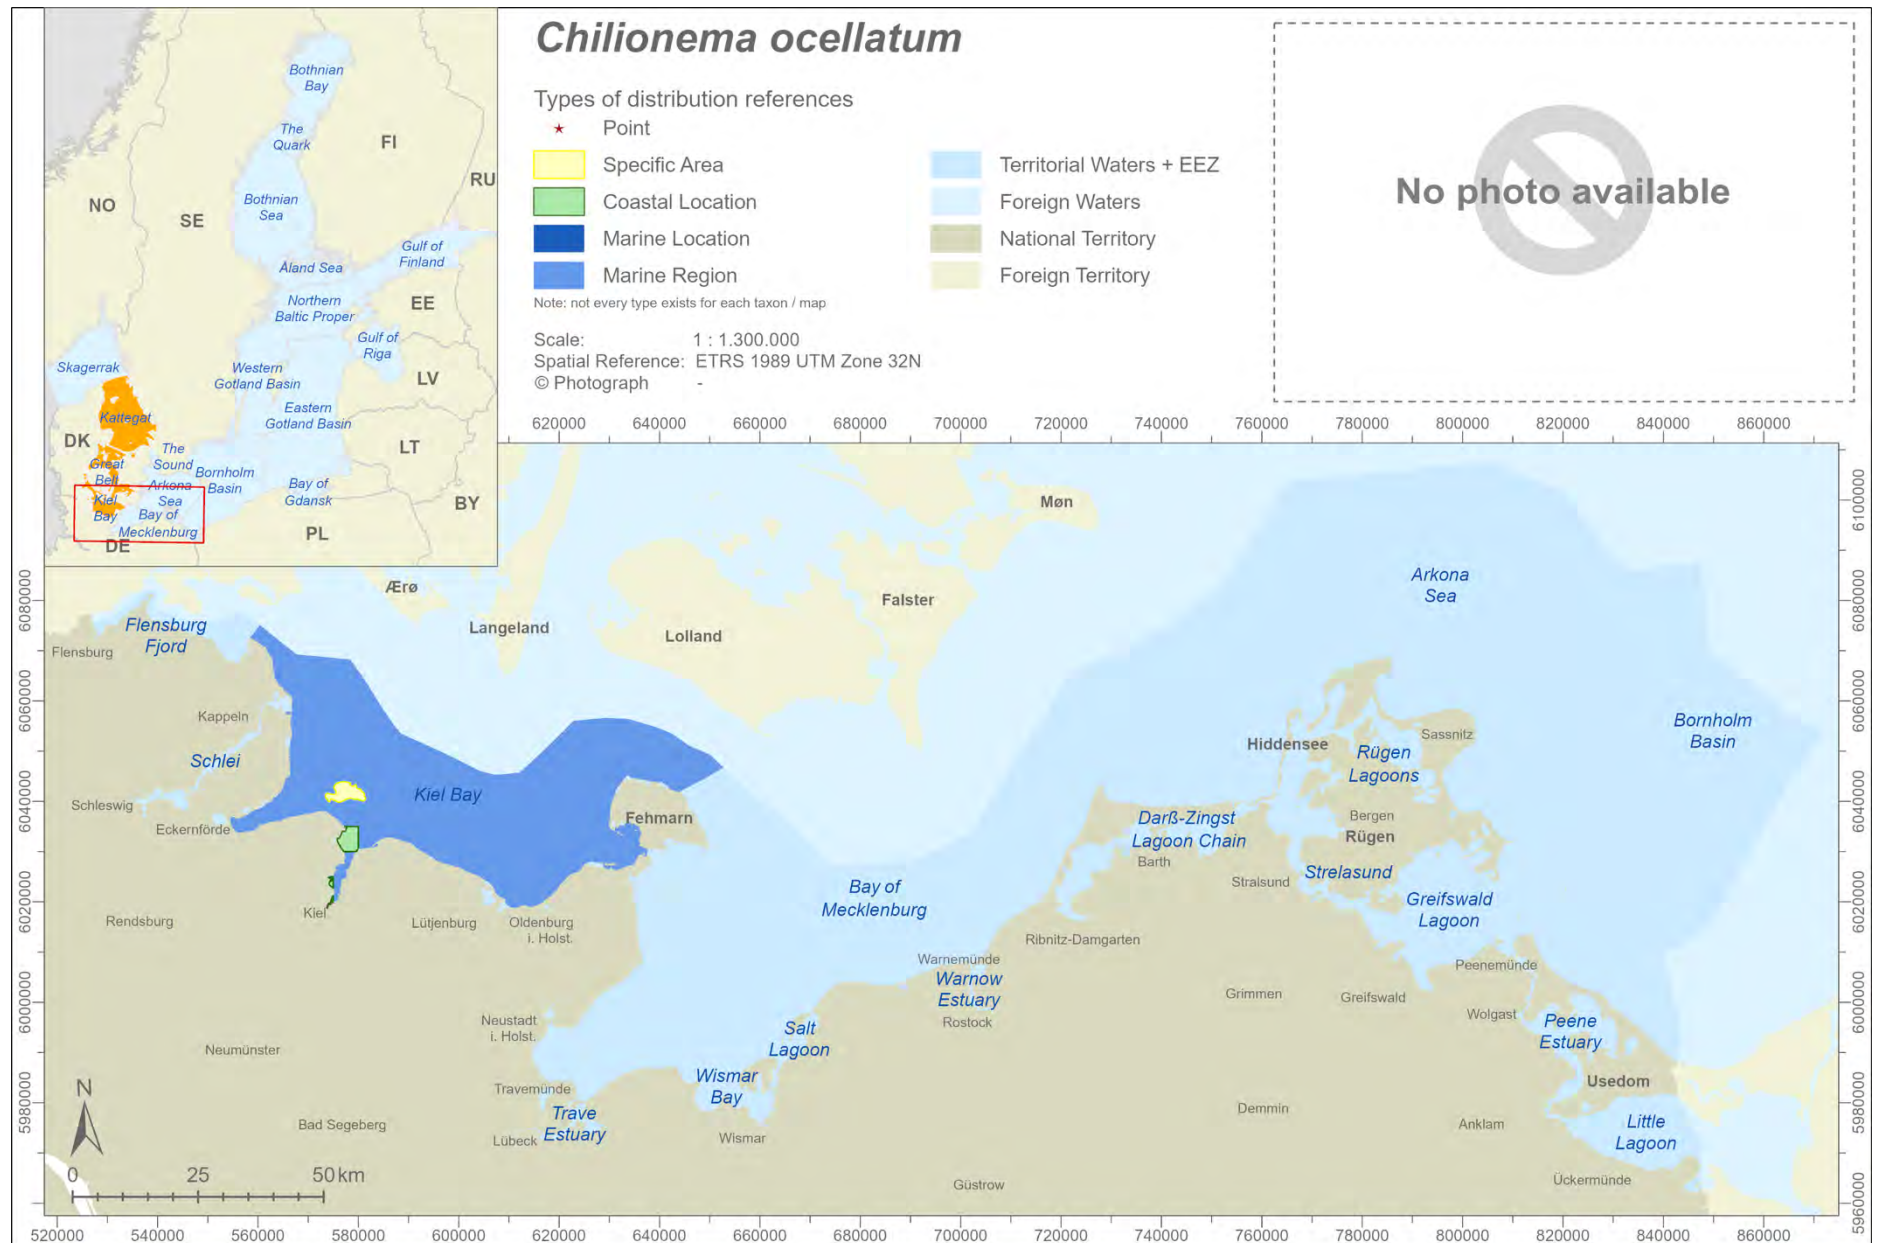 Chilionema ocellatum
Types of distribution references
Point
Specific Area
Coastal Location
Marine Location
Marine Region
Territorial Waters + EEZ
Foreign Waters
National Territory
Foreign Territory
Note: not every type exists for each taxon / map
Scale: 1 : 1.300.000
Spatial Reference: ETRS 1989 UTM Zone 32N
© Photograph -
No photo available
Bothnian
Bay
The
Quark
FI
RU
NO
SE
Bothnian
Sea
Gulf of
Finland
Åland Sea
Northern
Baltic Proper
EE
Gulf of
Riga
Skagerrak
Western
Gotland Basin
LV
Kattegat
Eastern
Gotland Basin
DK
The
Sound
LT
Great
Belt
Bornholm
Basin
Arkona
Sea
Bay of
Gdansk
Kiel
Bay
Bay of
Mecklenburg
BY
PL
DE
620000 640000 660000 680000 700000 720000 740000 760000 780000 800000 820000 840000 860000
6100000
6080000
6060000
6040000
6020000
6000000
5980000
5960000
Møn
Ærø
Arkona
Sea
Falster
Langeland
Lolland
Flensburg
Fjord
Flensburg
Kappeln
Schlei
Schleswig
Eckernförde
Kiel Bay
Fehmarn
Hiddensee
Sassnitz
Rügen
Lagoons
Bornholm
Basin
Bergen
Rügen
Darß-Zingst
Lagoon Chain
Barth
Stralsund
Strelasund
Greifswald
Lagoon
Bay of
Mecklenburg
Rendsburg
Kiel
Lütjenburg
Oldenburg
i. Holst.
Ribnitz-Damgarten
Warnemünde
Warnow
Estuary
Rostock
Peenemünde
Grimmen
Greifswald
Wolgast
Peene
Estuary
Neustadt
i. Holst.
Salt
Lagoon
Neumünster
Wismar
Bay
Travemünde
Trave
Estuary
Usedom
Demmin
Anklam
Little
Lagoon
Bad Segeberg
Lübeck
Wismar
Güstrow
Ückermünde
N
0 25 50 km
6080000
6060000
6040000
6020000
6000000
5980000
520000 540000 560000 580000 600000 620000 640000 660000 680000 700000 720000 740000 760000 780000 800000 820000 840000 860000